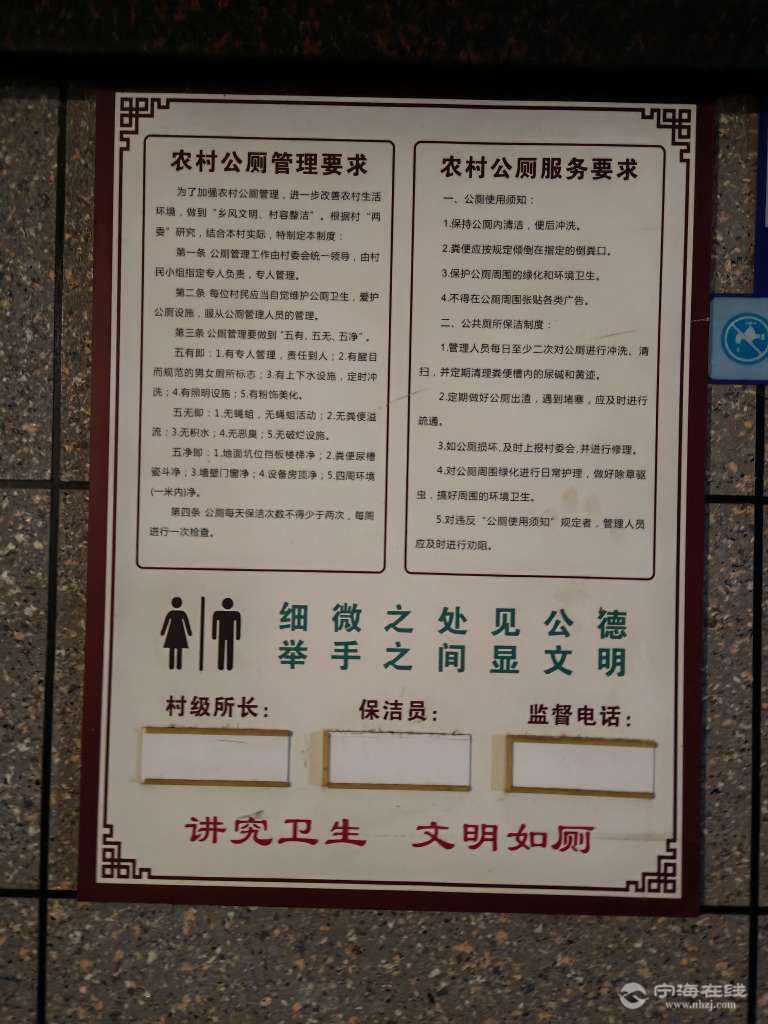 农村公厕管理要求
为了加强农村公厕管理，进一步改善农村生活
环境，做到“乡风文明、村容整洁”。根据村“两
委”研究，结合本村实际，特制定本制度：
第一条 公厕管理工作由村委会统一领导，由村
民小组指定专人负责，专人管理。
第二条 每位村民应当自觉维护公厕卫生，爱护
公厕设施，服从公厕管理人员的管理。
第三条 公厕管理要做到“五有、五无、五净”。
五有即：1.有专人管理，责任到人；2.有醒目
而规范的男女厕所标志；3.有上下水设施，定时冲
洗；4.有照明设施；5.有粉饰美化。
五无即：1.无蝇蛆，无蝇蛆活动；2.无粪便溢
流；3.无积水；4.无恶臭；5.无破烂设施。
五净即：1.地面坑位挡板楼梯净；2.粪便尿槽
瓷斗净；3.墙壁门窗净；4.设备房顶净；5.四周环境
(一米内)净。
第四条 公厕每天保洁次数不得少于两次，每周
进行一次检查。
农村公厕服务要求
一、公厕使用须知：
1.保持公厕内清洁，便后冲洗。
2.粪便应按规定倾倒在指定的倒粪口。
3.保护公厕周围的绿化和环境卫生。
4.不得在公厕周围张贴各类广告。
二、公共厕所保洁制度：
1.管理人员每日至少二次对公厕进行冲洗、清
扫，并定期清理粪便槽内的尿碱和黄迹。
2.定期做好公厕出渣，遇到堵塞，应及时进行
疏通。
3.如公厕损坏,及时上报村委会,并进行修理。
4.对公厕周围绿化进行日常护理，做好除草驱
虫，搞好周围的环境卫生。
5.对违反“公厕使用须知”规定者，管理人员
应及时进行劝阻。
细微之处见公德
举手之间显文明
村级所长：
保洁员：
监督电话：
讲究卫生 文明如厕
宁海在线
www.nhzj.com